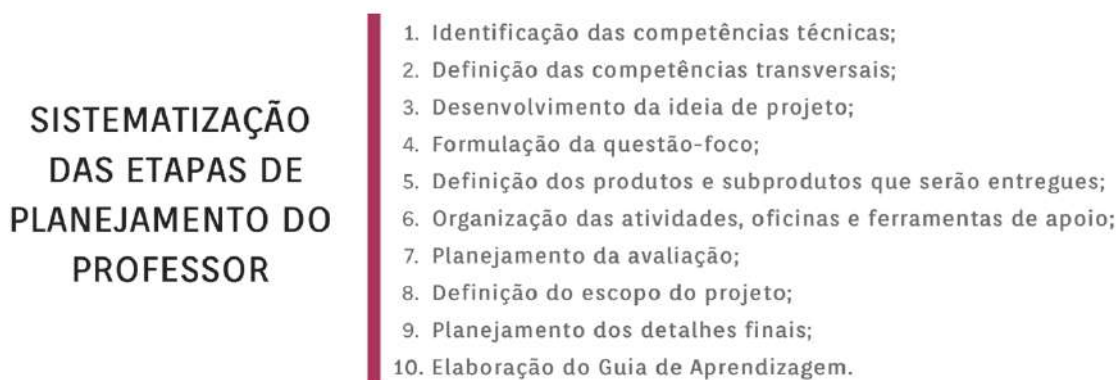 SISTEMATIZAÇÃO
DAS ETAPAS DE
PLANEJAMENTO DO
PROFESSOR
1. Identificação das competências técnicas;
2. Definição das competências transversais;
3. Desenvolvimento da ideia de projeto;
4. Formulação da questão-foco;
5. Definição dos produtos e subprodutos que serão entregues;
6. Organização das atividades, oficinas e ferramentas de apoio;
7. Planejamento da avaliação;
8. Definição do escopo do projeto;
9. Planejamento dos detalhes finais;
10. Elaboração do Guia de Aprendizagem.